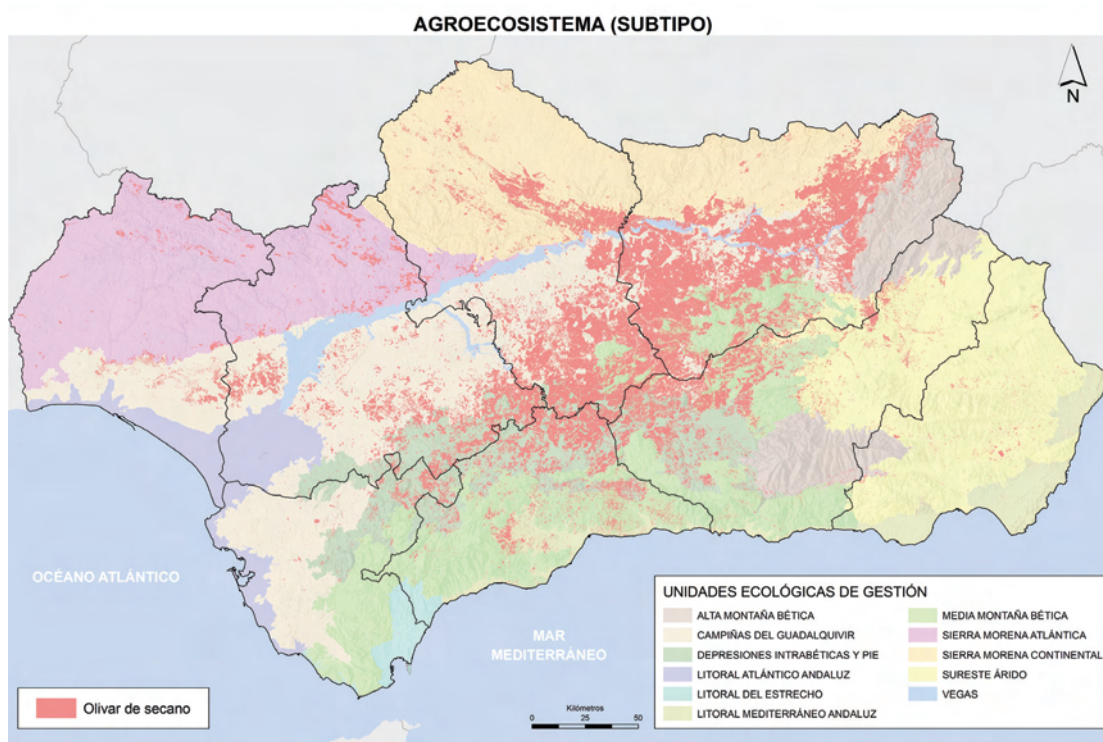 AGROECOSISTEMA (SUBTIPO)
N
OCÉANO ATLÁNTICO
MAR
MEDITERRÁNEO
Olivar de secano
Kilómetros
0 25 50
UNIDADES ECOLÓGICAS DE GESTIÓN
ALTA MONTAÑA BÉTICA
CAMPIÑAS DEL GUADALQUIVIR
DEPRESIONES INTRABÉTICAS Y PIE
LITORAL ATLÁNTICO ANDALUZ
LITORAL DEL ESTRECHO
LITORAL MEDITERRÁNEO ANDALUZ
MEDIA MONTAÑA BÉTICA
SIERRA MORENA ATLÁNTICA
SIERRA MORENA CONTINENTAL
SURESTE ÁRIDO
VEGAS